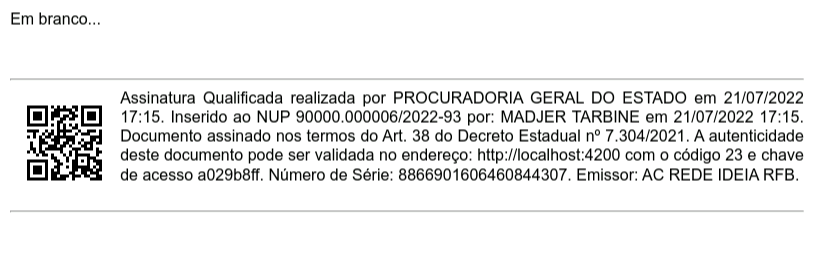 Em branco...
Assinatura Qualificada realizada por PROCURADORIA GERAL DO ESTADO em 21/07/2022
17:15. Inserido ao NUP 90000.000006/2022-93 por: MADJER TARBINE em 21/07/2022 17:15.
Documento assinado nos termos do Art. 38 do Decreto Estadual nº 7.304/2021. A autenticidade
deste documento pode ser validada no endereço: http://localhost:4200 com o código 23 e chave
de acesso a029b8ff. Número de Série: 8866901606460844307. Emissor: AC REDE IDEIA RFB.